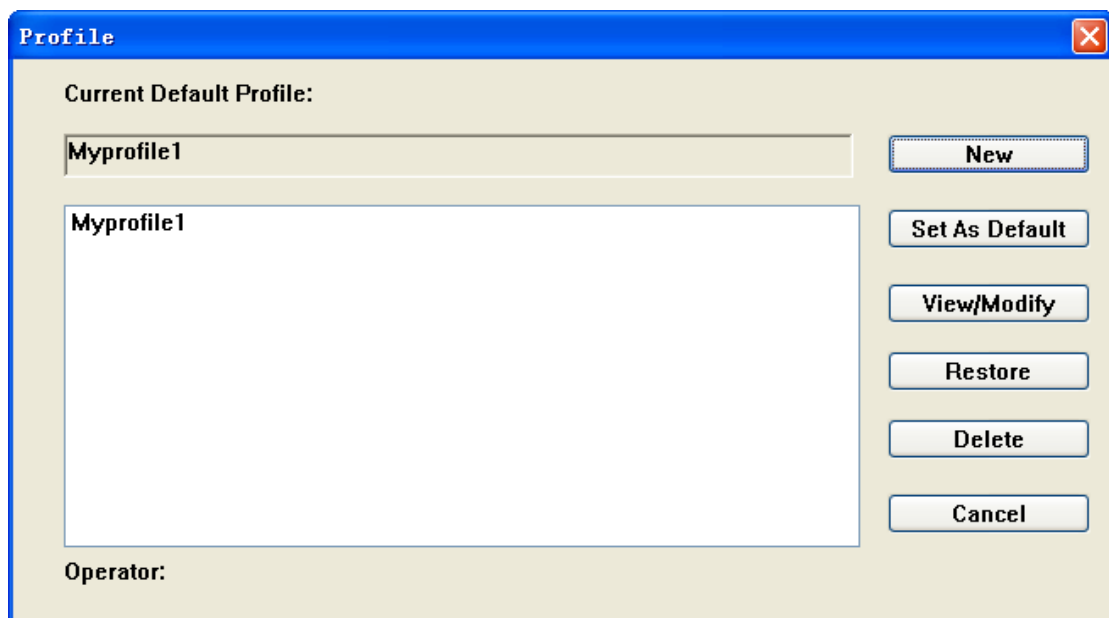 Profile
Current Default Profile:
Myprofile1
New
Myprofile1
Set As Default
View/Modify
Restore
Delete
Cancel
Operator: